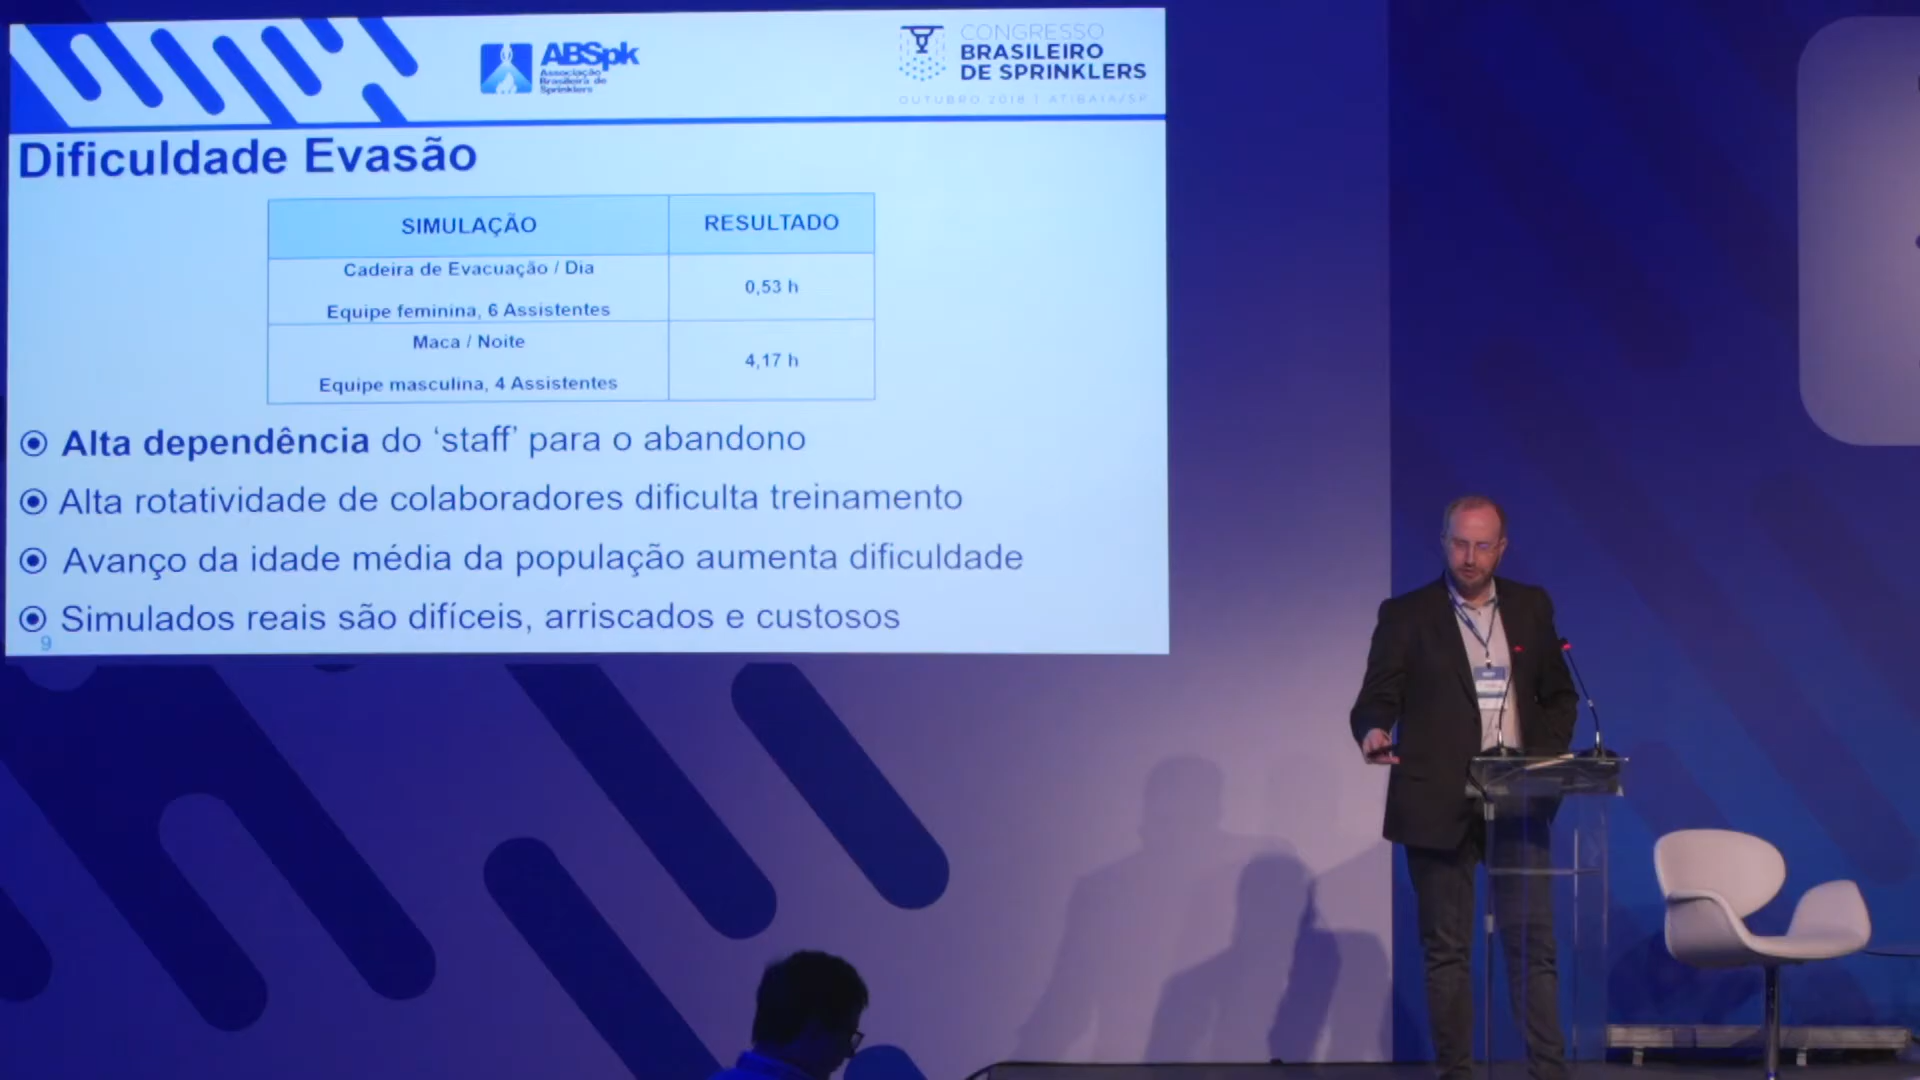 ABSpk
Associação
Brasileira de
Sprinklers
CONGRESSO
BRASILEIRO
DE SPRINKLERS
OUTUBRO 2018 | ATIBAIA/SP
Dificuldade Evasão
SIMULAÇÃO
RESULTADO
Cadeira de Evacuação / Dia
Equipe feminina, 6 Assistentes
0,53 h
Maca / Noite
Equipe masculina, 4 Assistentes
4,17 h
Alta dependência do ‘staff’ para o abandono
Alta rotatividade de colaboradores dificulta treinamento
Avanço da idade média da população aumenta dificuldade
Simulados reais são difíceis, arriscados e custosos
9